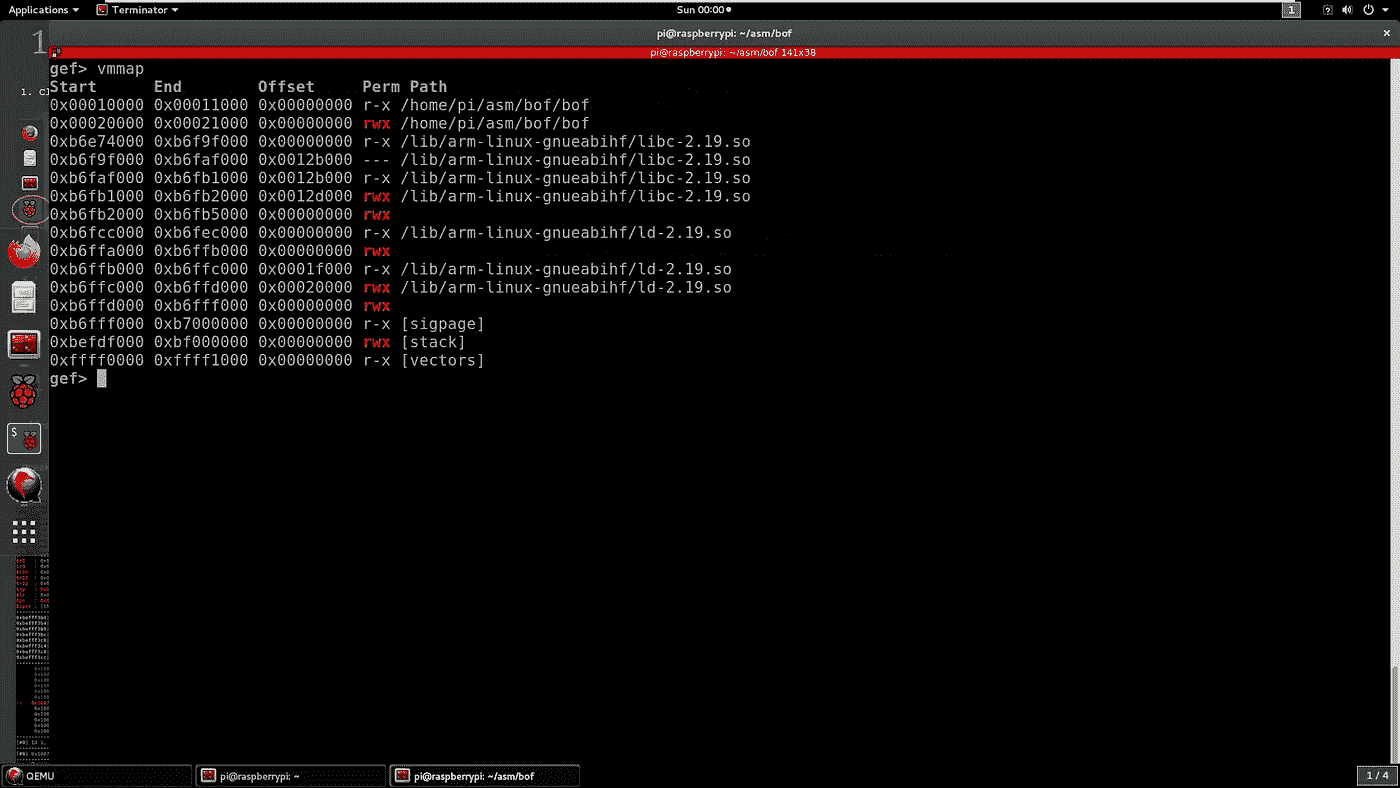 Applications Terminator Sun 00:00 1
pi@raspberrypi: ~/asm/bof
pi@raspberrypi: ~/asm/bof 141x38
1
1. Cl
gef> vmmap
Start End Offset Perm Path
0x00010000 0x00011000 0x00000000 r-x /home/pi/asm/bof/bof
0x00020000 0x00021000 0x00000000 rwx /home/pi/asm/bof/bof
0xb6e74000 0xb6f9f000 0x00000000 r-x /lib/arm-linux-gnueabihf/libc-2.19.so
0xb6f9f000 0xb6faf000 0x0012b000 --- /lib/arm-linux-gnueabihf/libc-2.19.so
0xb6faf000 0xb6fb1000 0x0012b000 r-x /lib/arm-linux-gnueabihf/libc-2.19.so
0xb6fb1000 0xb6fb2000 0x0012d000 rwx /lib/arm-linux-gnueabihf/libc-2.19.so
0xb6fb2000 0xb6fb5000 0x00000000 rwx
0xb6fcc000 0xb6fec000 0x00000000 r-x /lib/arm-linux-gnueabihf/ld-2.19.so
0xb6ffa000 0xb6ffb000 0x00000000 rwx
0xb6ffb000 0xb6ffc000 0x0001f000 r-x /lib/arm-linux-gnueabihf/ld-2.19.so
0xb6ffc000 0xb6ffd000 0x00020000 rwx /lib/arm-linux-gnueabihf/ld-2.19.so
0xb6ffd000 0xb6fff000 0x00000000 rwx
0xb6fff000 0xb7000000 0x00000000 r-x [sigpage]
0xbefdf000 0xbf000000 0x00000000 rwx [stack]
0xffff0000 0xffff1000 0x00000000 r-x [vectors]
gef>
QEMU pi@raspberrypi: ~ pi@raspberrypi: ~/asm/bof 1 / 4